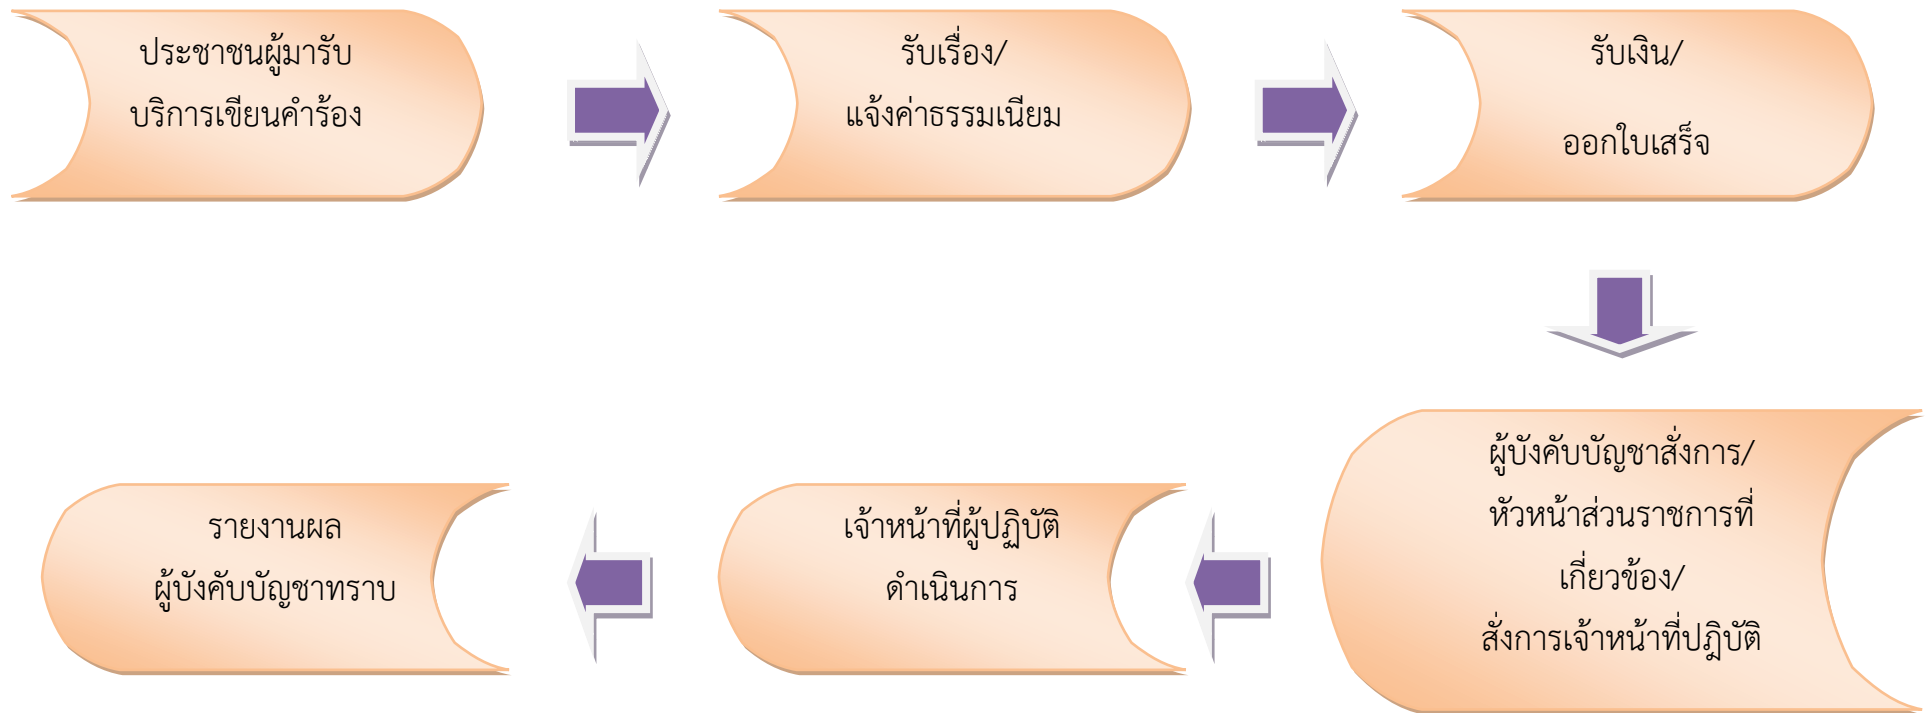 ประชาชนผู้มารับ
บริการเขียนคำร้อง
รับเรื่อง/
แจ้งค่าธรรมเนียม
รับเงิน/
ออกใบเสร็จ
ผู้บังคับบัญชาสั่งการ/
หัวหน้าส่วนราชการที่
เกี่ยวข้อง/
สั่งการเจ้าหน้าที่ปฎิบัติ
เจ้าหน้าที่ผู้ปฏิบัติ
ดำเนินการ
รายงานผล
ผู้บังคับบัญชาทราบ